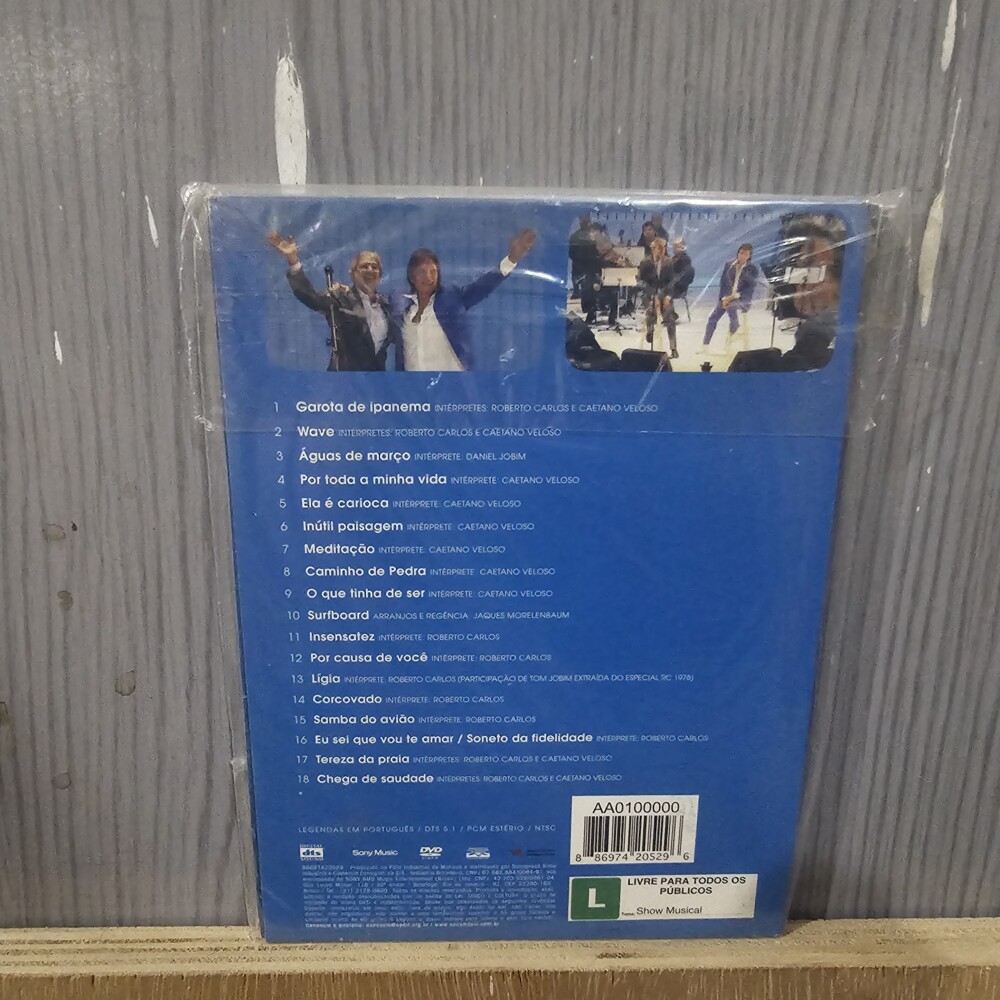 1 Garota de ipanema INTÉRPRETES: ROBERTO CARLOS E CAETANO VELOSO
2 Wave INTÉRPRETES: ROBERTO CARLOS E CAETANO VELOSO
3 Águas de março INTÉRPRETE: DANIEL JOBIM
4 Por toda a minha vida INTÉRPRETE: CAETANO VELOSO
5 Ela é carioca INTÉRPRETE: CAETANO VELOSO
6 Inútil paisagem INTÉRPRETE: CAETANO VELOSO
7 Meditação INTÉRPRETE: CAETANO VELOSO
8 Caminho de Pedra INTÉRPRETE: CAETANO VELOSO
9 O que tinha de ser INTÉRPRETE: CAETANO VELOSO
10 Surfboard ARRANJOS E REGÊNCIA: JAQUES MORELENBAUM
11 Insensatez INTÉRPRETE: ROBERTO CARLOS
12 Por causa de você INTÉRPRETE: ROBERTO CARLOS
13 Lígia INTÉRPRETE: ROBERTO CARLOS (PARTICIPAÇÃO DE TOM JOBIM EXTRAÍDA DO ESPECIAL RC 1978)
14 Corcovado INTÉRPRETE: ROBERTO CARLOS
15 Samba do avião INTÉRPRETE: ROBERTO CARLOS
16 Eu sei que vou te amar / Soneto da fidelidade INTÉRPRETE: ROBERTO CARLOS
17 Tereza da praia INTÉRPRETES: ROBERTO CARLOS E CAETANO VELOSO
18 Chega de saudade INTÉRPRETES: ROBERTO CARLOS E CAETANO VELOSO
AA0100000
8 86974 20529 6
LEGENDAS EM PORTUGUÊS / DTS 5.1 / PCM ESTÉRIO / NTSC
dts Sony Music DVD
L LIVRE PARA TODOS OS
PÚBLICOS
Tema: Show Musical